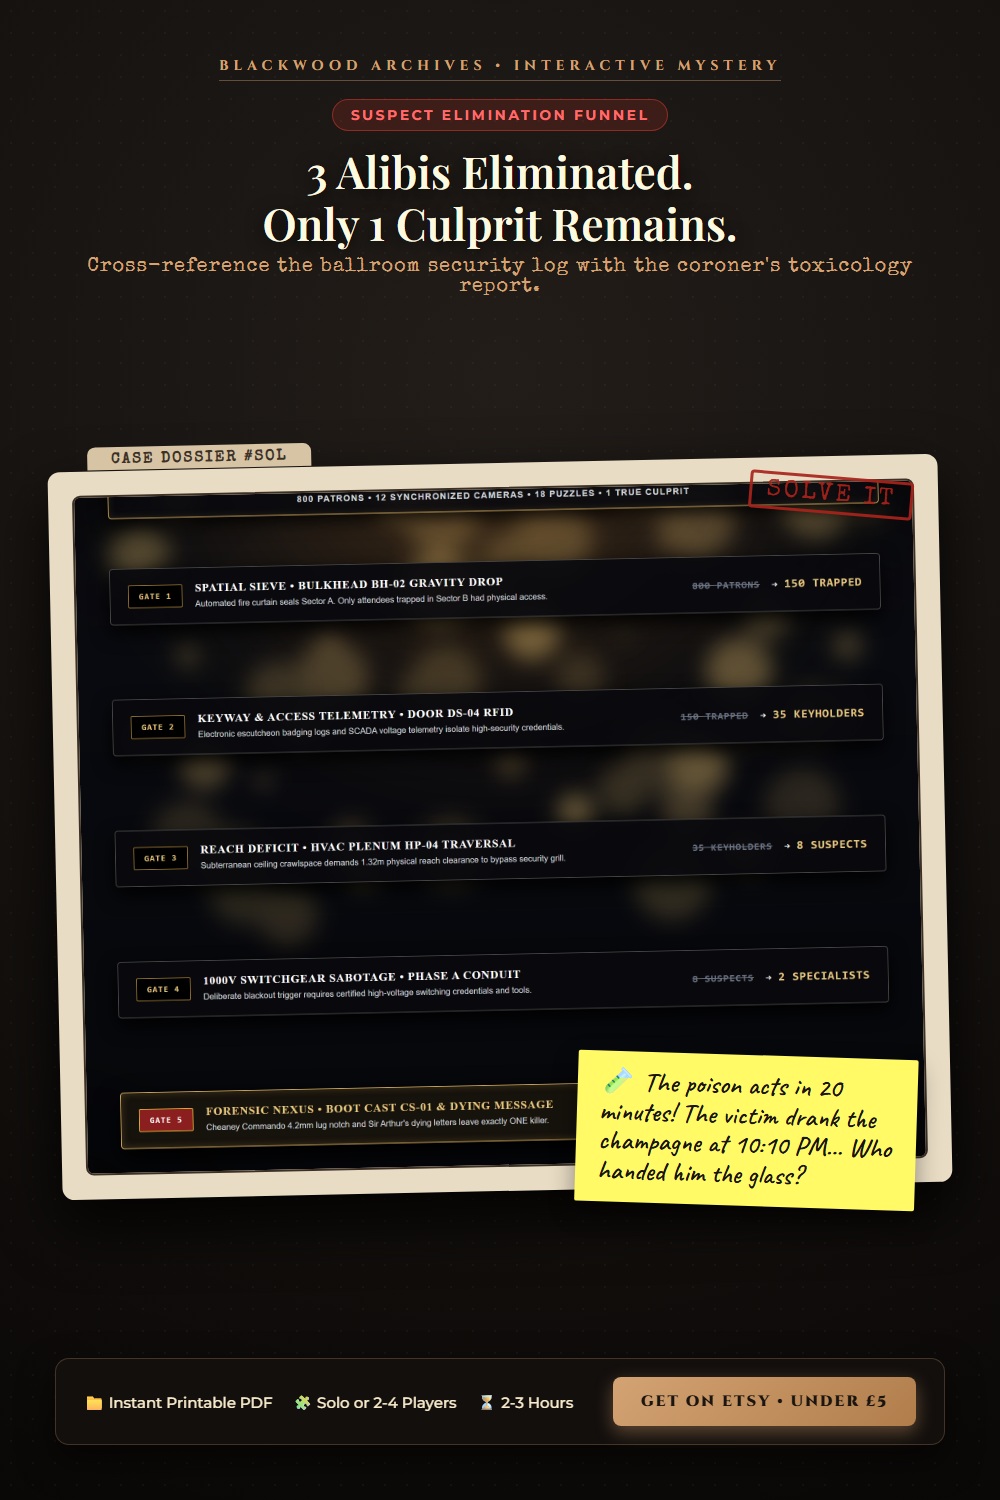 BLACKWOOD ARCHIVES • INTERACTIVE MYSTERY
SUSPECT ELIMINATION FUNNEL
3 Alibis Eliminated.
Only 1 Culprit Remains.
Cross-reference the ballroom security log with the coroner's toxicology
report.
CASE DOSSIER #SOL
800 PATRONS • 12 SYNCHRONIZED CAMERAS • 18 PUZZLES • 1 TRUE CULPRIT
SOLVE IT
GATE 1
SPATIAL SIEVE • BULKHEAD BH-02 GRAVITY DROP
Automated fire curtain seals Sector A. Only attendees trapped in Sector B had physical access.
800 PATRONS ➔ 150 TRAPPED
GATE 2
KEYWAY & ACCESS TELEMETRY • DOOR DS-04 RFID
Electronic escutcheon badging logs and SCADA voltage telemetry isolate high-security credentials.
150 TRAPPED ➔ 35 KEYHOLDERS
GATE 3
REACH DEFICIT • HVAC PLENUM HP-04 TRAVERSAL
Subterranean ceiling crawlspace demands 1.32m physical reach clearance to bypass security grill.
35 KEYHOLDERS ➔ 8 SUSPECTS
GATE 4
1000V SWITCHGEAR SABOTAGE • PHASE A CONDUIT
Deliberate blackout trigger requires certified high-voltage switching credentials and tools.
8 SUSPECTS ➔ 2 SPECIALISTS
GATE 5
FORENSIC NEXUS • BOOT CAST CS-01 & DYING MESSAGE
Cheaney Commando 4.2mm lug notch and Sir Arthur's dying letters leave exactly ONE killer.
The poison acts in 20
minutes! The victim drank the
champagne at 10:10 PM... Who
handed him the glass?
Instant Printable PDF
Solo or 2-4 Players
2-3 Hours
GET ON ETSY • UNDER £5